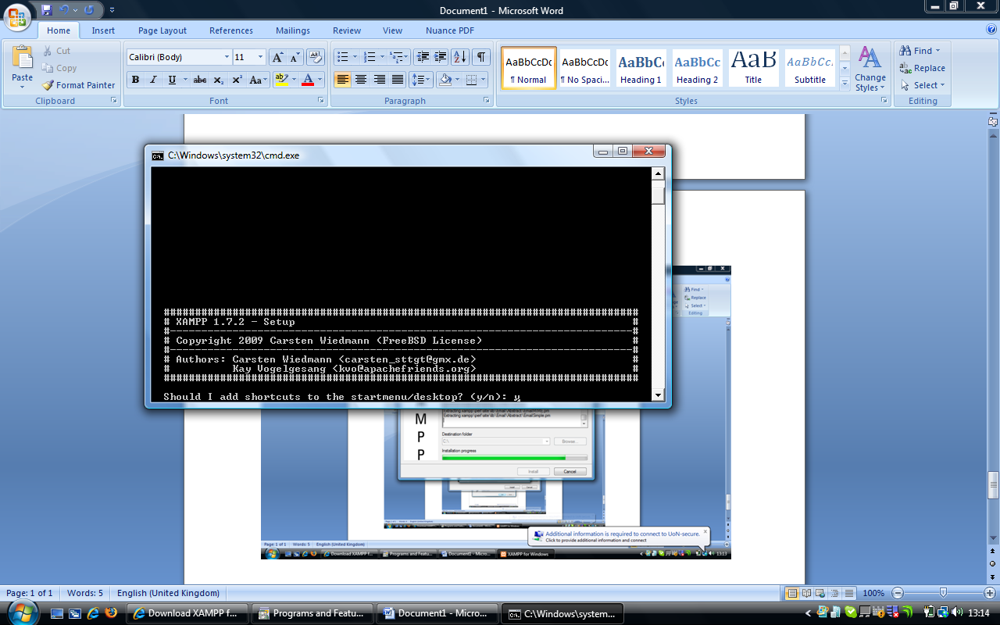 Document1 - Microsoft Word
Home Insert Page Layout References Mailings Review View Nuance PDF
Paste
Cut
Copy
Format Painter
Clipboard
Calibri (Body) 11
B I U abc X₂ X² Aa
Font
Paragraph
AaBbCcDc AaBbCcDc AaBbCc AaBbCc AaB AaBbCc.
¶ Normal ¶ No Spaci... Heading 1 Heading 2 Title Subtitle
Change Styles
Styles
Find
Replace
Select
Editing
C:\Windows\system32\cmd.exe
###############################################################################
# XAMPP 1.7.2 - Setup #
#-----------------------------------------------------------------------------#
# Copyright 2009 Carsten Wiedmann (FreeBSD License) #
#-----------------------------------------------------------------------------#
# Authors: Carsten Wiedmann <carsten_sttgt@gmx.de> #
# Kay Vogelgesang <kvo@apachefriends.org> #
###############################################################################
Should I add shortcuts to the startmenu/desktop? (y/n): y
Find
Replace
Select
Editing
M
P
P
Destination folder
C:\
Browse...
Installation progress
Install Cancel
Additional information is required to connect to UoN-secure.
Click to provide additional information and connect
Page: 1 of 1 Words: 5 English (United Kingdom)
Download XAMPP f... Programs and Featu... Document1 - Micro... XAMPP for Windows 13:13
Page: 1 of 1 Words: 5 English (United Kingdom) 100%
Download XAMPP f... Programs and Featu... Document1 - Micro... C:\Windows\system... 13:14